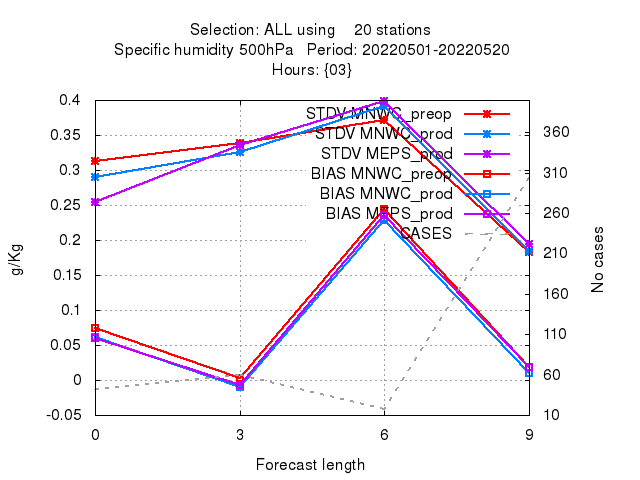 Selection: ALL using    20 stations
Specific humidity 500hPa   Period: 20220501-20220520
Hours: {03}
STDV MNWC_preop
STDV MNWC_prod
STDV MEPS_prod
BIAS MNWC_preop
BIAS MNWC_prod
BIAS MEPS_prod
CASES
0.4
0.35
0.3
0.25
0.2
0.15
0.1
0.05
0
-0.05
g/Kg
360
310
260
210
160
110
60
10
No cases
0 3 6 9
Forecast length